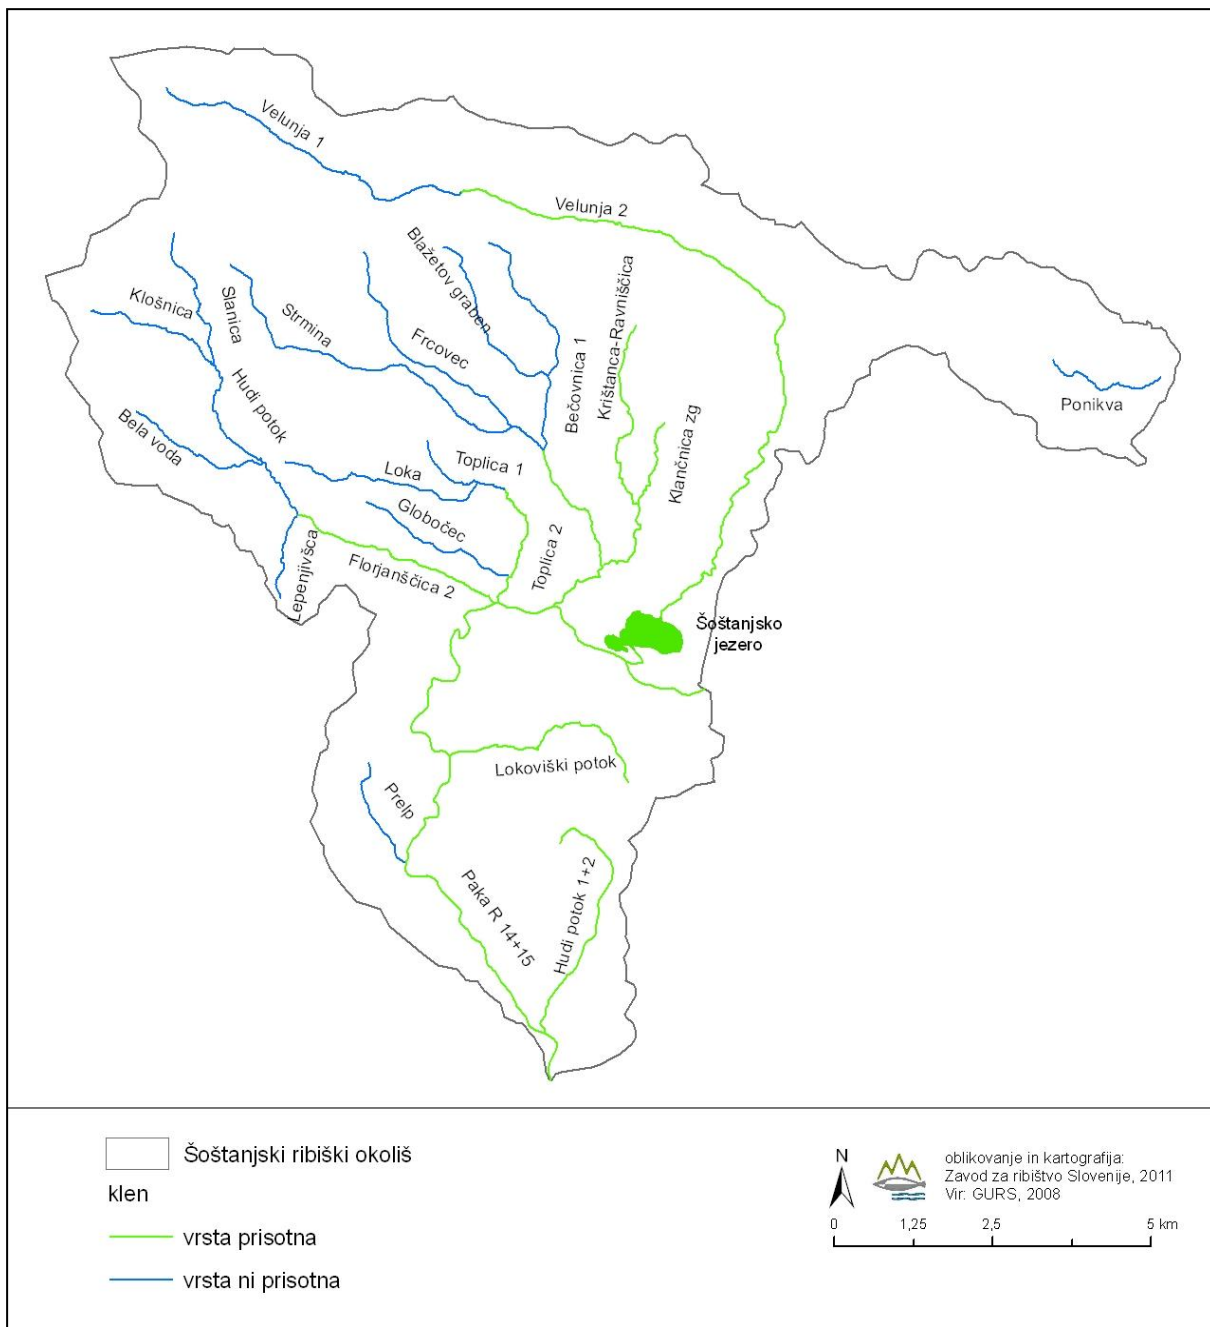 Velunja 1
Velunja 2
Blažetov graben
Krištanca-Ravniščica
Klošnica
Slanica
Strmina
Frcovec
Bečovnica 1
Ponikva
Hudi potok
Bela voda
Klančnica zg
Loka
Toplica 1
Globočec
Toplica 2
Lepenjivšca
Florjanščica 2
Šoštanjsko
jezero
Lokoviški potok
Prelp
Paka R 14+15
Hudi potok 1+2
Šoštanjski ribiški okoliš
klen
vrsta prisotna
vrsta ni prisotna
N
oblikovanje in kartografija:
Zavod za ribištvo Slovenije, 2011
Vir: GURS, 2008
0 1,25 2,5 5 km